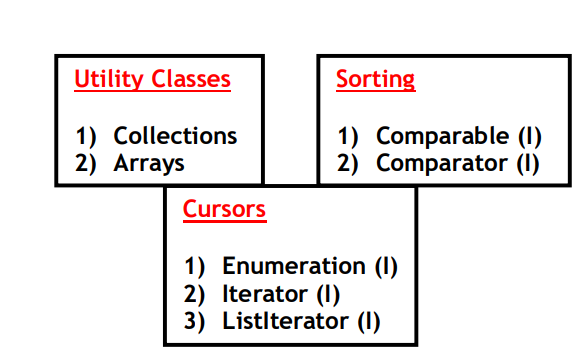 Utility Classes
1) Collections
2) Arrays
Sorting
1) Comparable (I)
2) Comparator (I)
Cursors
1) Enumeration (I)
2) Iterator (I)
3) ListIterator (I)